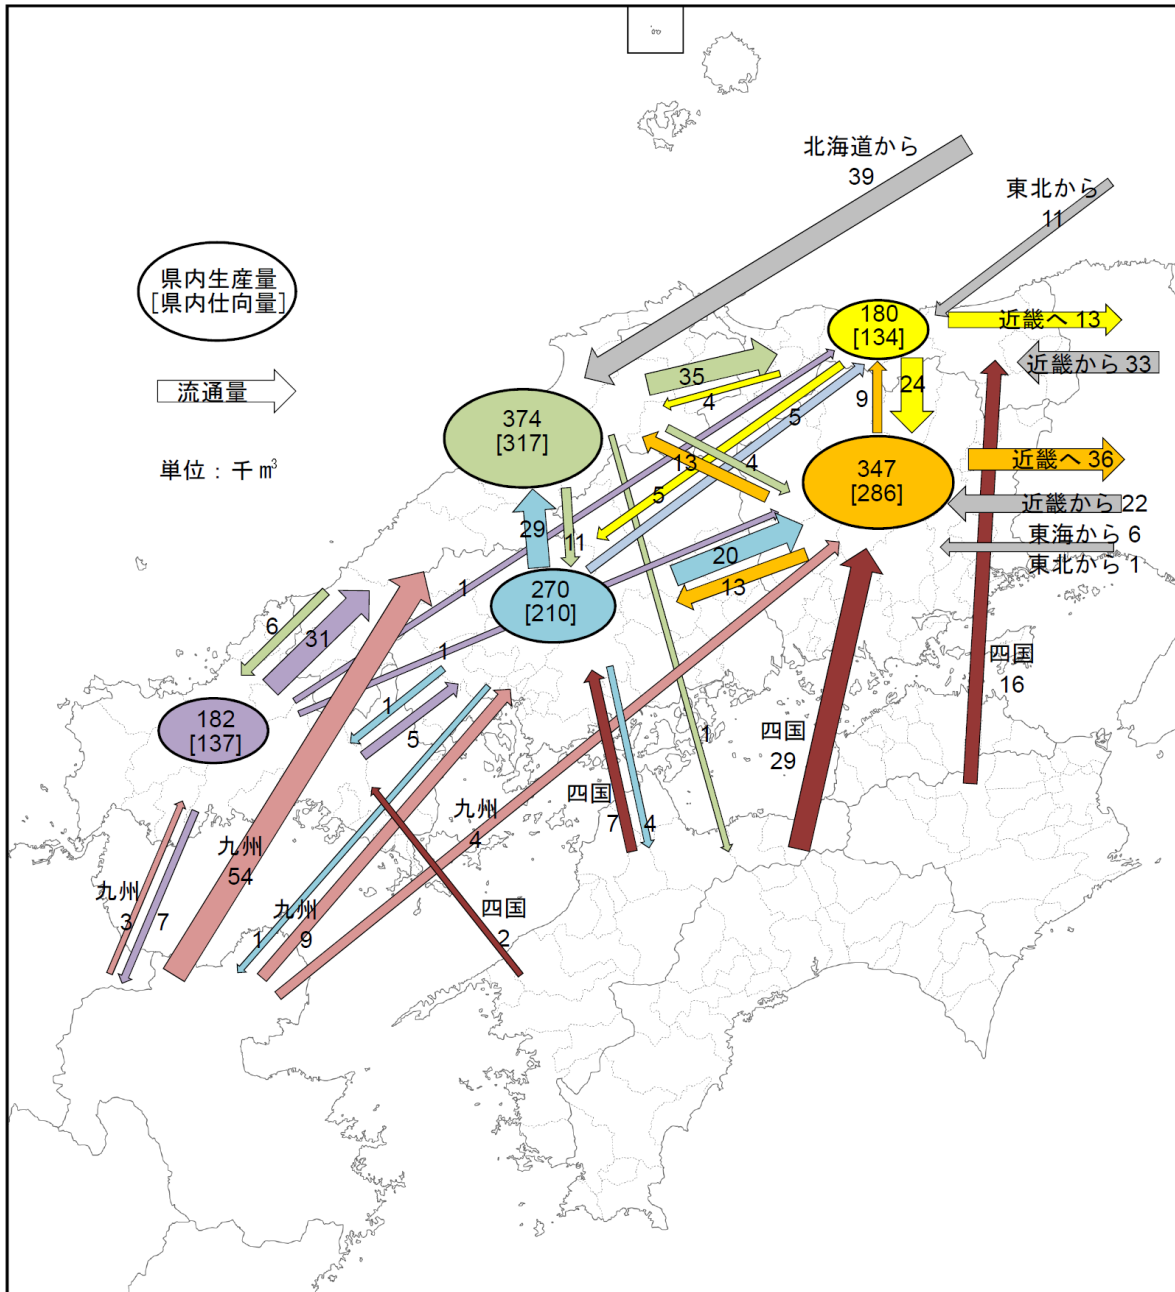 北海道から
39
東北から
11
県内生産量
[県内仕向量]
流通量
単位：千㎥
180
[134]
近畿へ 13
近畿から 33
35
4
24
9
5
374
[317]
13
4
347
[286]
近畿へ 36
近畿から 22
東海から 6
東北から 1
5
29
11
20
13
270
[210]
1
6
31
1
四国
16
182
[137]
1
5
1
四国
29
九州
4
四国
7
4
九州
54
九州
3
7
九州
9
1
四国
2